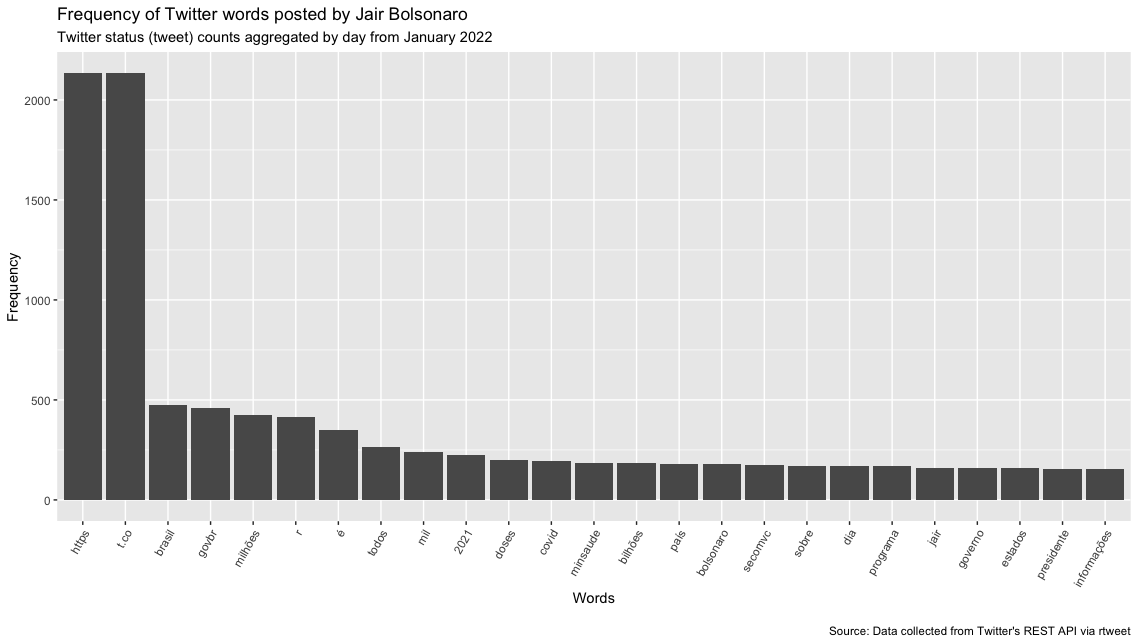 Frequency of Twitter words posted by Jair Bolsonaro
Twitter status (tweet) counts aggregated by day from January 2022
2000
1500
1000
500
0
Frequency
https
t.co
brasil
govbr
milhões
r
é
todos
mil
2021
doses
covid
minsaude
bilhões
país
bolsonaro
secomvc
sobre
dia
programa
jair
governo
estados
presidente
informações
Words
Source: Data collected from Twitter's REST API via rtweet